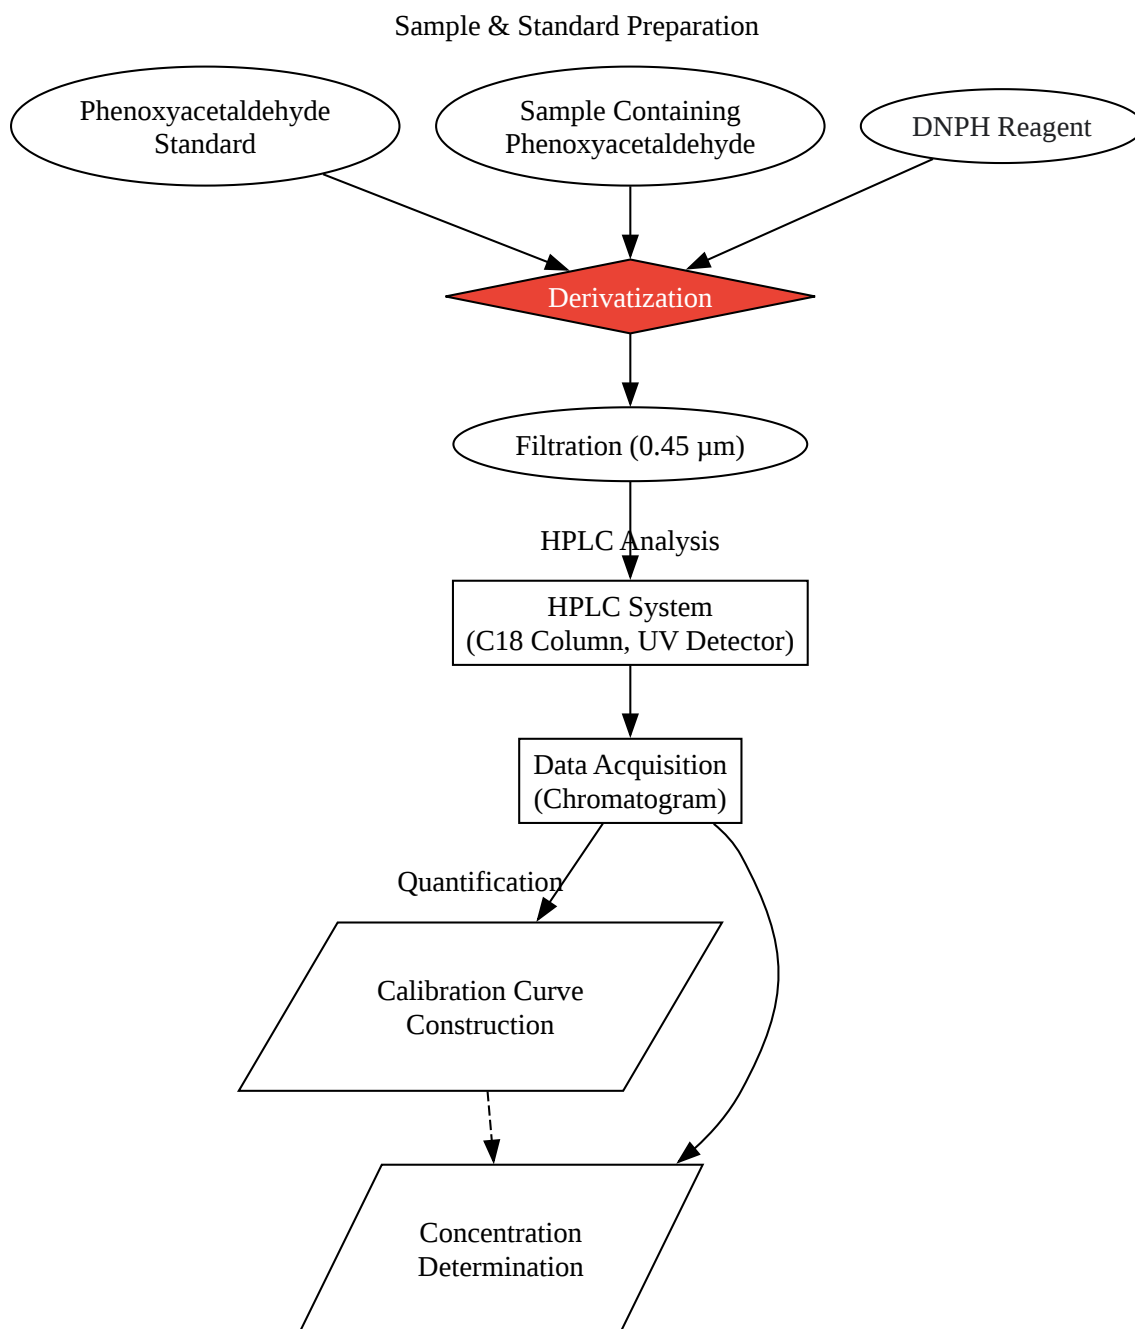 Sample & Standard Preparation
Phenoxyacetaldehyde
Standard
Sample Containing
Phenoxyacetaldehyde
DNPH Reagent
Derivatization
Filtration (0.45 µm)
HPLC Analysis
HPLC System
(C18 Column, UV Detector)
Data Acquisition
(Chromatogram)
Quantification
Calibration Curve
Construction
Concentration
Determination